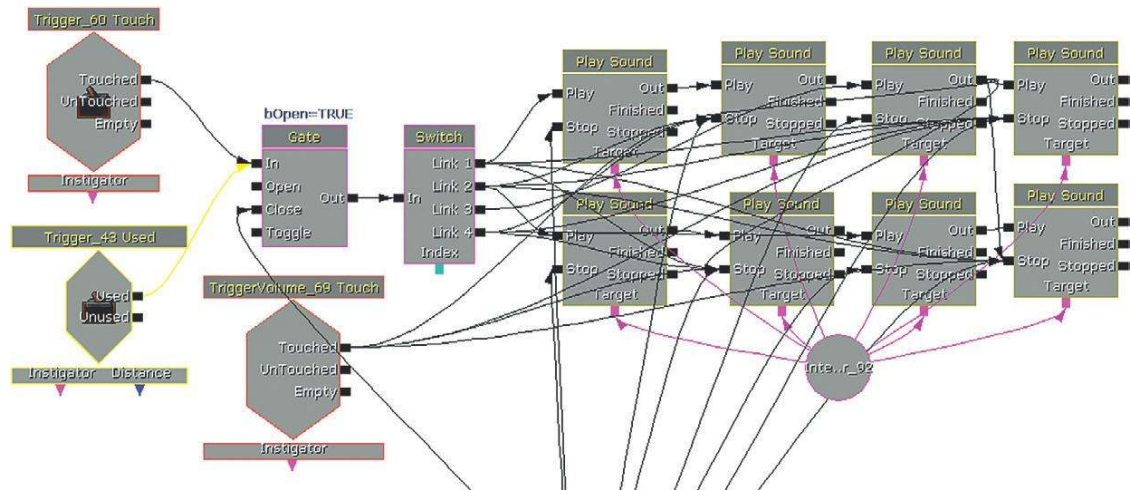 Trigger_60 Touch
Touched
UnTouched
Empty
Instigator
Trigger_43 Used
Used
Unused
Instigator Distance
bOpen=TRUE
Gate
In
Open
Close
Toggle
Out
Switch
In
Link 1
Link 2
Link 3
Link 4
Index
TriggerVolume_69 Touch
Touched
UnTouched
Empty
Instigator
Play Sound
Play
Stop
Out
Finished
Stopped
Target
Play Sound
Play
Stop
Out
Finished
Stopped
Target
Play Sound
Play
Stop
Out
Finished
Stopped
Target
Play Sound
Play
Stop
Out
Finished
Stopped
Target
Play Sound
Play
Stop
Out
Finished
Stopped
Target
Play Sound
Play
Stop
Out
Finished
Stopped
Target
Play Sound
Play
Stop
Out
Finished
Stopped
Target
Play Sound
Play
Stop
Out
Finished
Stopped
Target
Inte..r_92